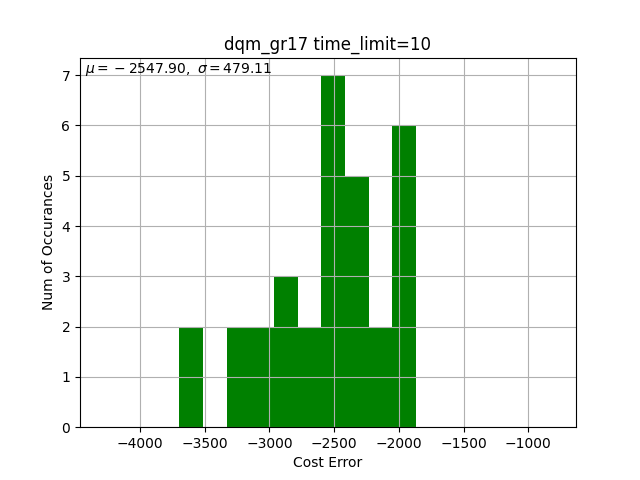 dqm_gr17 time_limit=10
μ = −2547.90, σ = 479.11
7
6
5
4
3
2
1
0
Num of Occurances
−4000 −3500 −3000 −2500 −2000 −1500 −1000
Cost Error